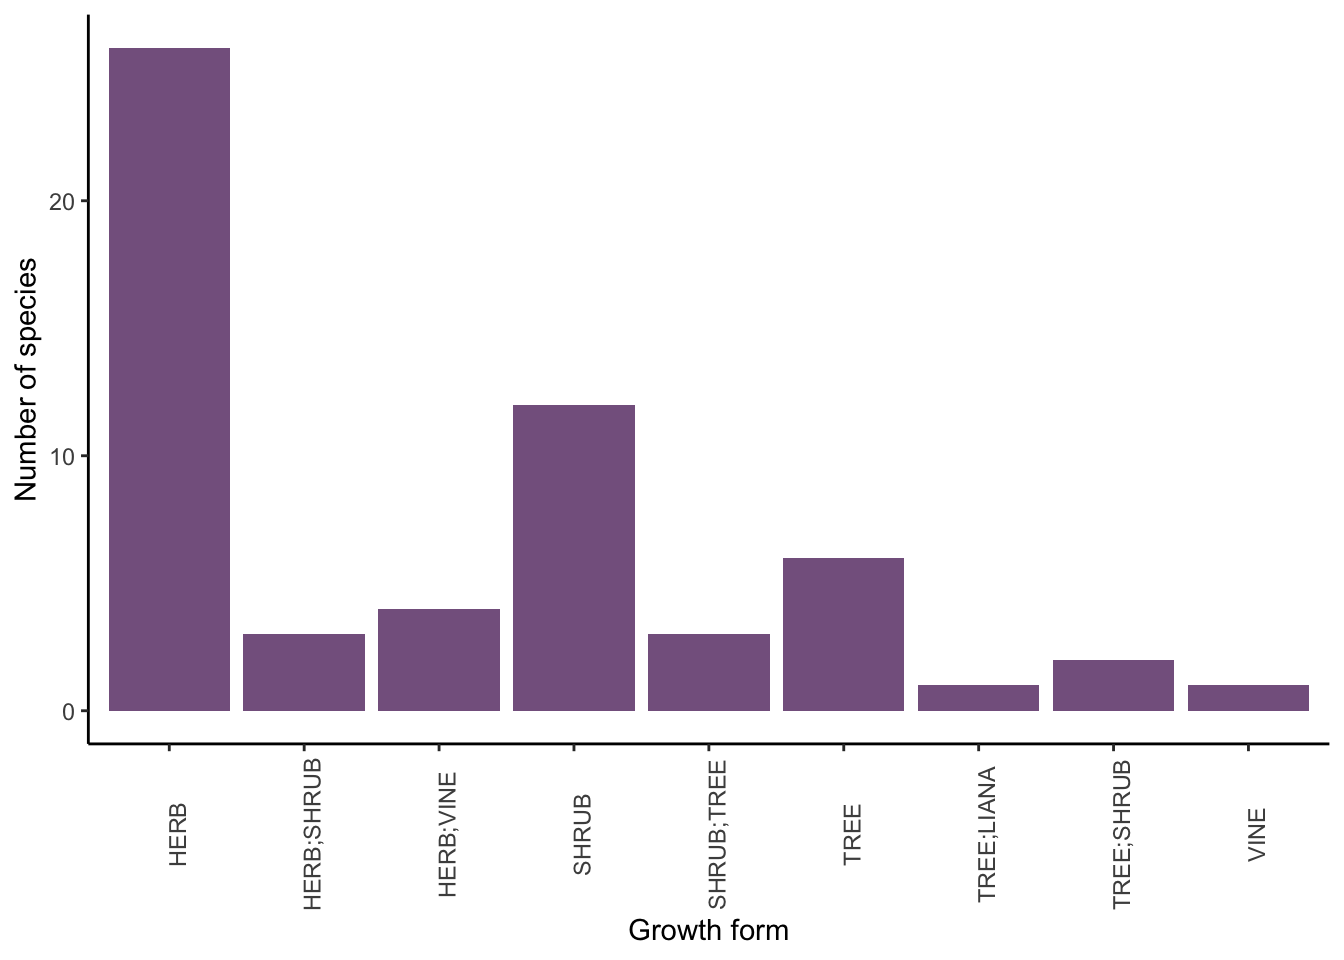 Number of species
20
10
0
HERB
HERB;SHRUB
HERB;VINE
SHRUB
SHRUB;TREE
TREE
TREE;LIANA
TREE;SHRUB
VINE
Growth form